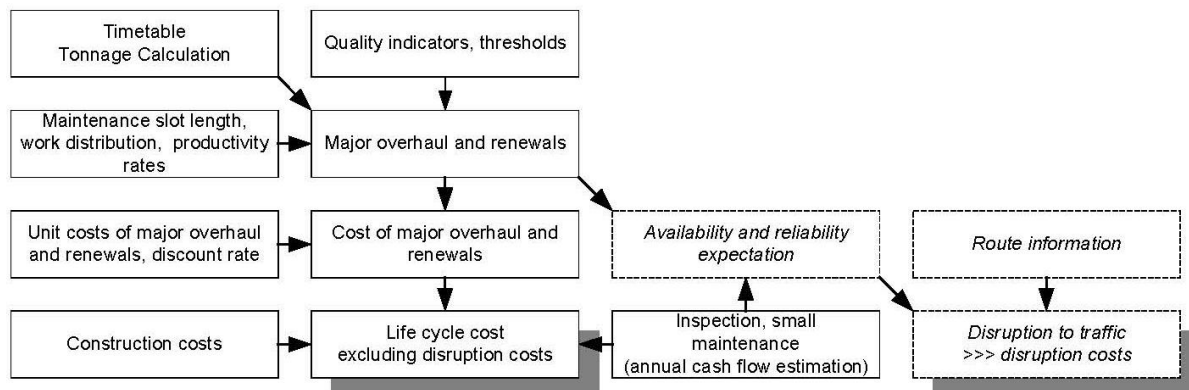 Timetable
Tonnage Calculation
Quality indicators, thresholds
Maintenance slot length,
work distribution, productivity
rates
Major overhaul and renewals
Unit costs of major overhaul
and renewals, discount rate
Cost of major overhaul and
renewals
Availability and reliability
expectation
Route information
Construction costs
Life cycle cost
excluding disruption costs
Inspection, small
maintenance
(annual cash flow estimation)
Disruption to traffic
>>> disruption costs